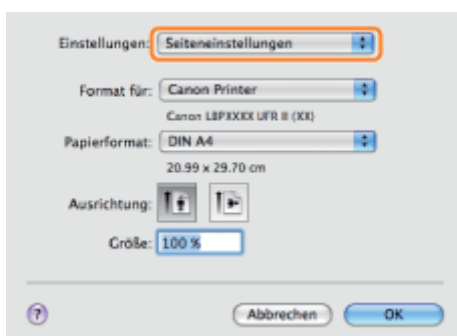 Einstellungen: Seiteneinstellungen
Format für: Canon Printer
Canon LBPXXXX UFR II (XX)
Papierformat: DIN A4
20.99 x 29.70 cm
Ausrichtung:
Größe: 100 %
? Abbrechen OK